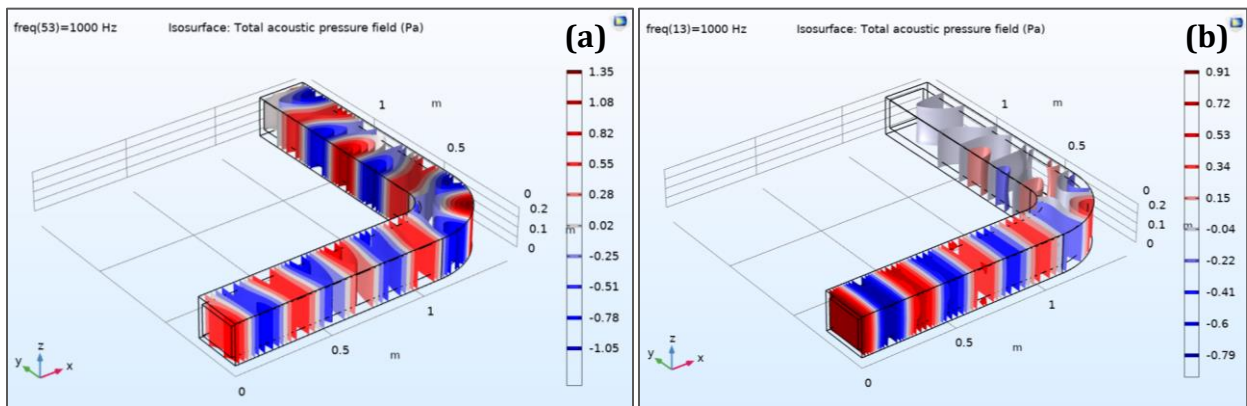 freq(53)=1000 Hz
Isosurface: Total acoustic pressure field (Pa)
(a)
1.35
1.08
0.82
0.55
0.28
0.02
-0.25
-0.51
-0.78
-1.05
1
m
0.5
0
0.2
0.1
m
0
1
0.5
m
0
z
y
x
freq(13)=1000 Hz
Isosurface: Total acoustic pressure field (Pa)
(b)
0.91
0.72
0.53
0.34
0.15
-0.04
-0.22
-0.41
-0.6
-0.79
1
m
0.5
0
0.2
0.1
m
0
1
0.5
m
0
z
y
x